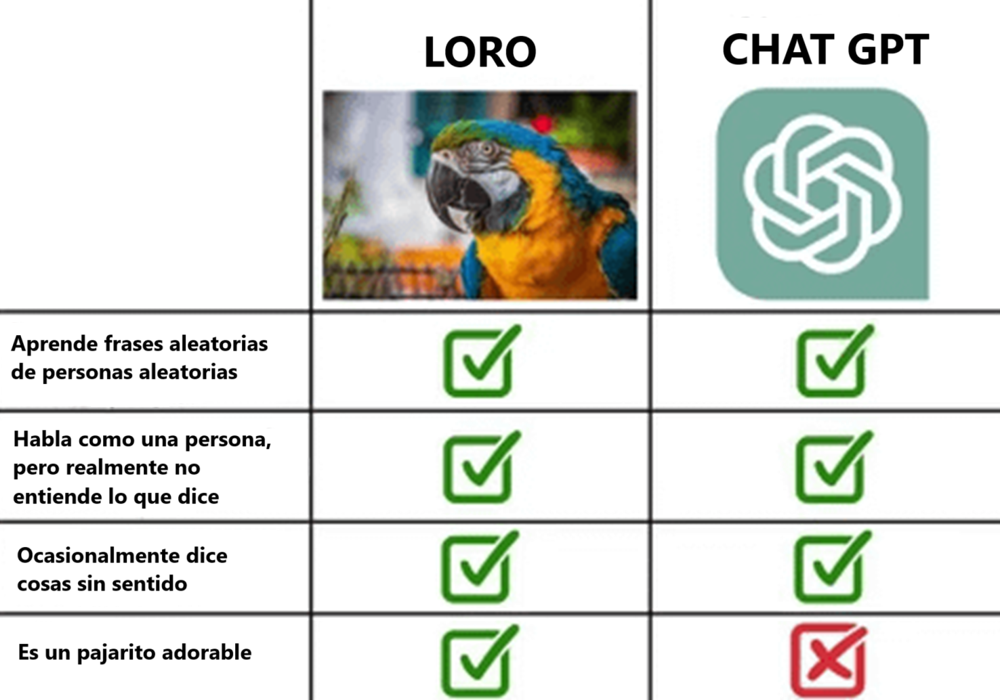 LORO
CHAT GPT
Aprende frases aleatorias
de personas aleatorias
Habla como una persona,
pero realmente no
entiende lo que dice
Ocasionalmente dice
cosas sin sentido
Es un pajarito adorable